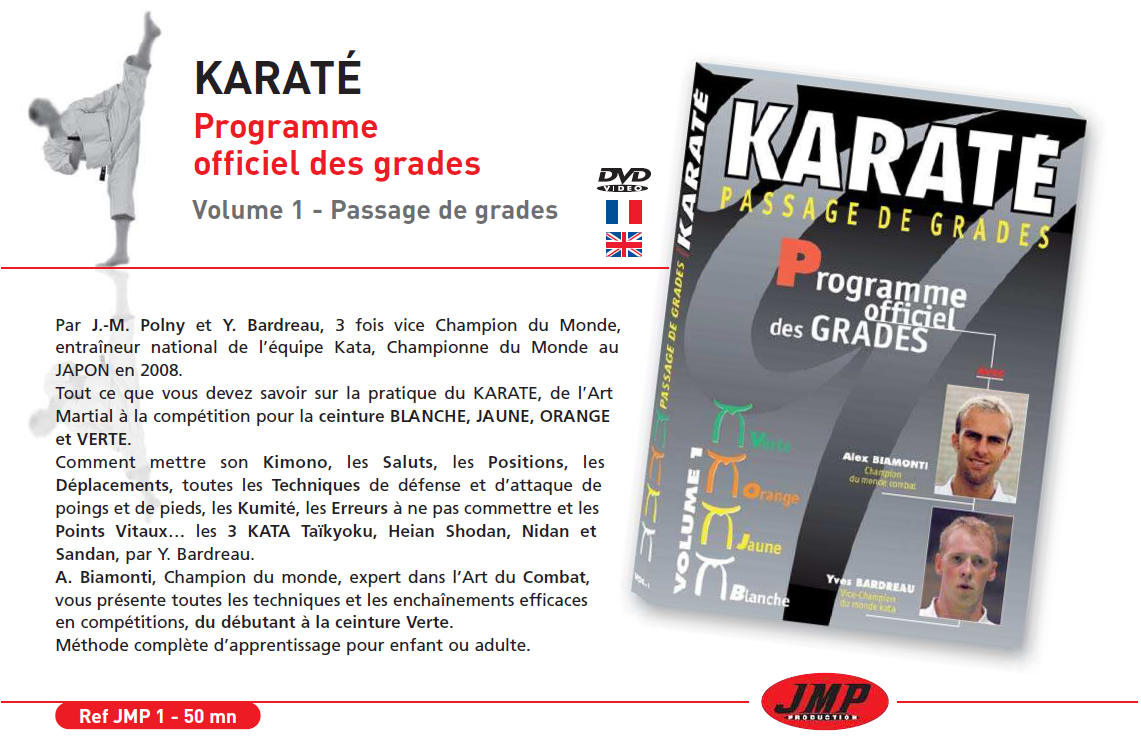 KARATÉ
Programme
officiel des grades
Volume 1 - Passage de grades
DVD
VIDEO
Par J.-M. Polny et Y. Bardreau, 3 fois vice Champion du Monde,
entraîneur national de l’équipe Kata, Championne du Monde au
JAPON en 2008.
Tout ce que vous devez savoir sur la pratique du KARATE, de l’Art
Martial à la compétition pour la ceinture BLANCHE, JAUNE, ORANGE
et VERTE.
Comment mettre son Kimono, les Saluts, les Positions, les
Déplacements, toutes les Techniques de défense et d’attaque de
poings et de pieds, les Kumité, les Erreurs à ne pas commettre et les
Points Vitaux... les 3 KATA Taïkyoku, Heian Shodan, Nidan et
Sandan, par Y. Bardreau.
A. Biamonti, Champion du monde, expert dans l’Art du Combat,
vous présente toutes les techniques et les enchaînements efficaces
en compétitions, du débutant à la ceinture Verte.
Méthode complète d’apprentissage pour enfant ou adulte.
Ref JMP 1 - 50 mn
KARATÉ
PASSAGE DE GRADES
VOL. 1
KARATÉ
PASSAGE DE GRADES
Programme
officiel
des GRADES
AVEC
Alex BIAMONTI
Champion
du monde combat
Yves BARDREAU
Vice-Champion
du monde kata
VOLUME 1
Verte
Orange
Jaune
Blanche
JMP
PRODUCTION